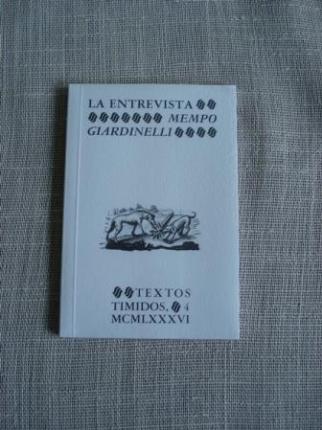 LA ENTREVISTA
MEMPO
GIARDINELLI
TEXTOS
TIMIDOS, 4
MCMLXXXVI